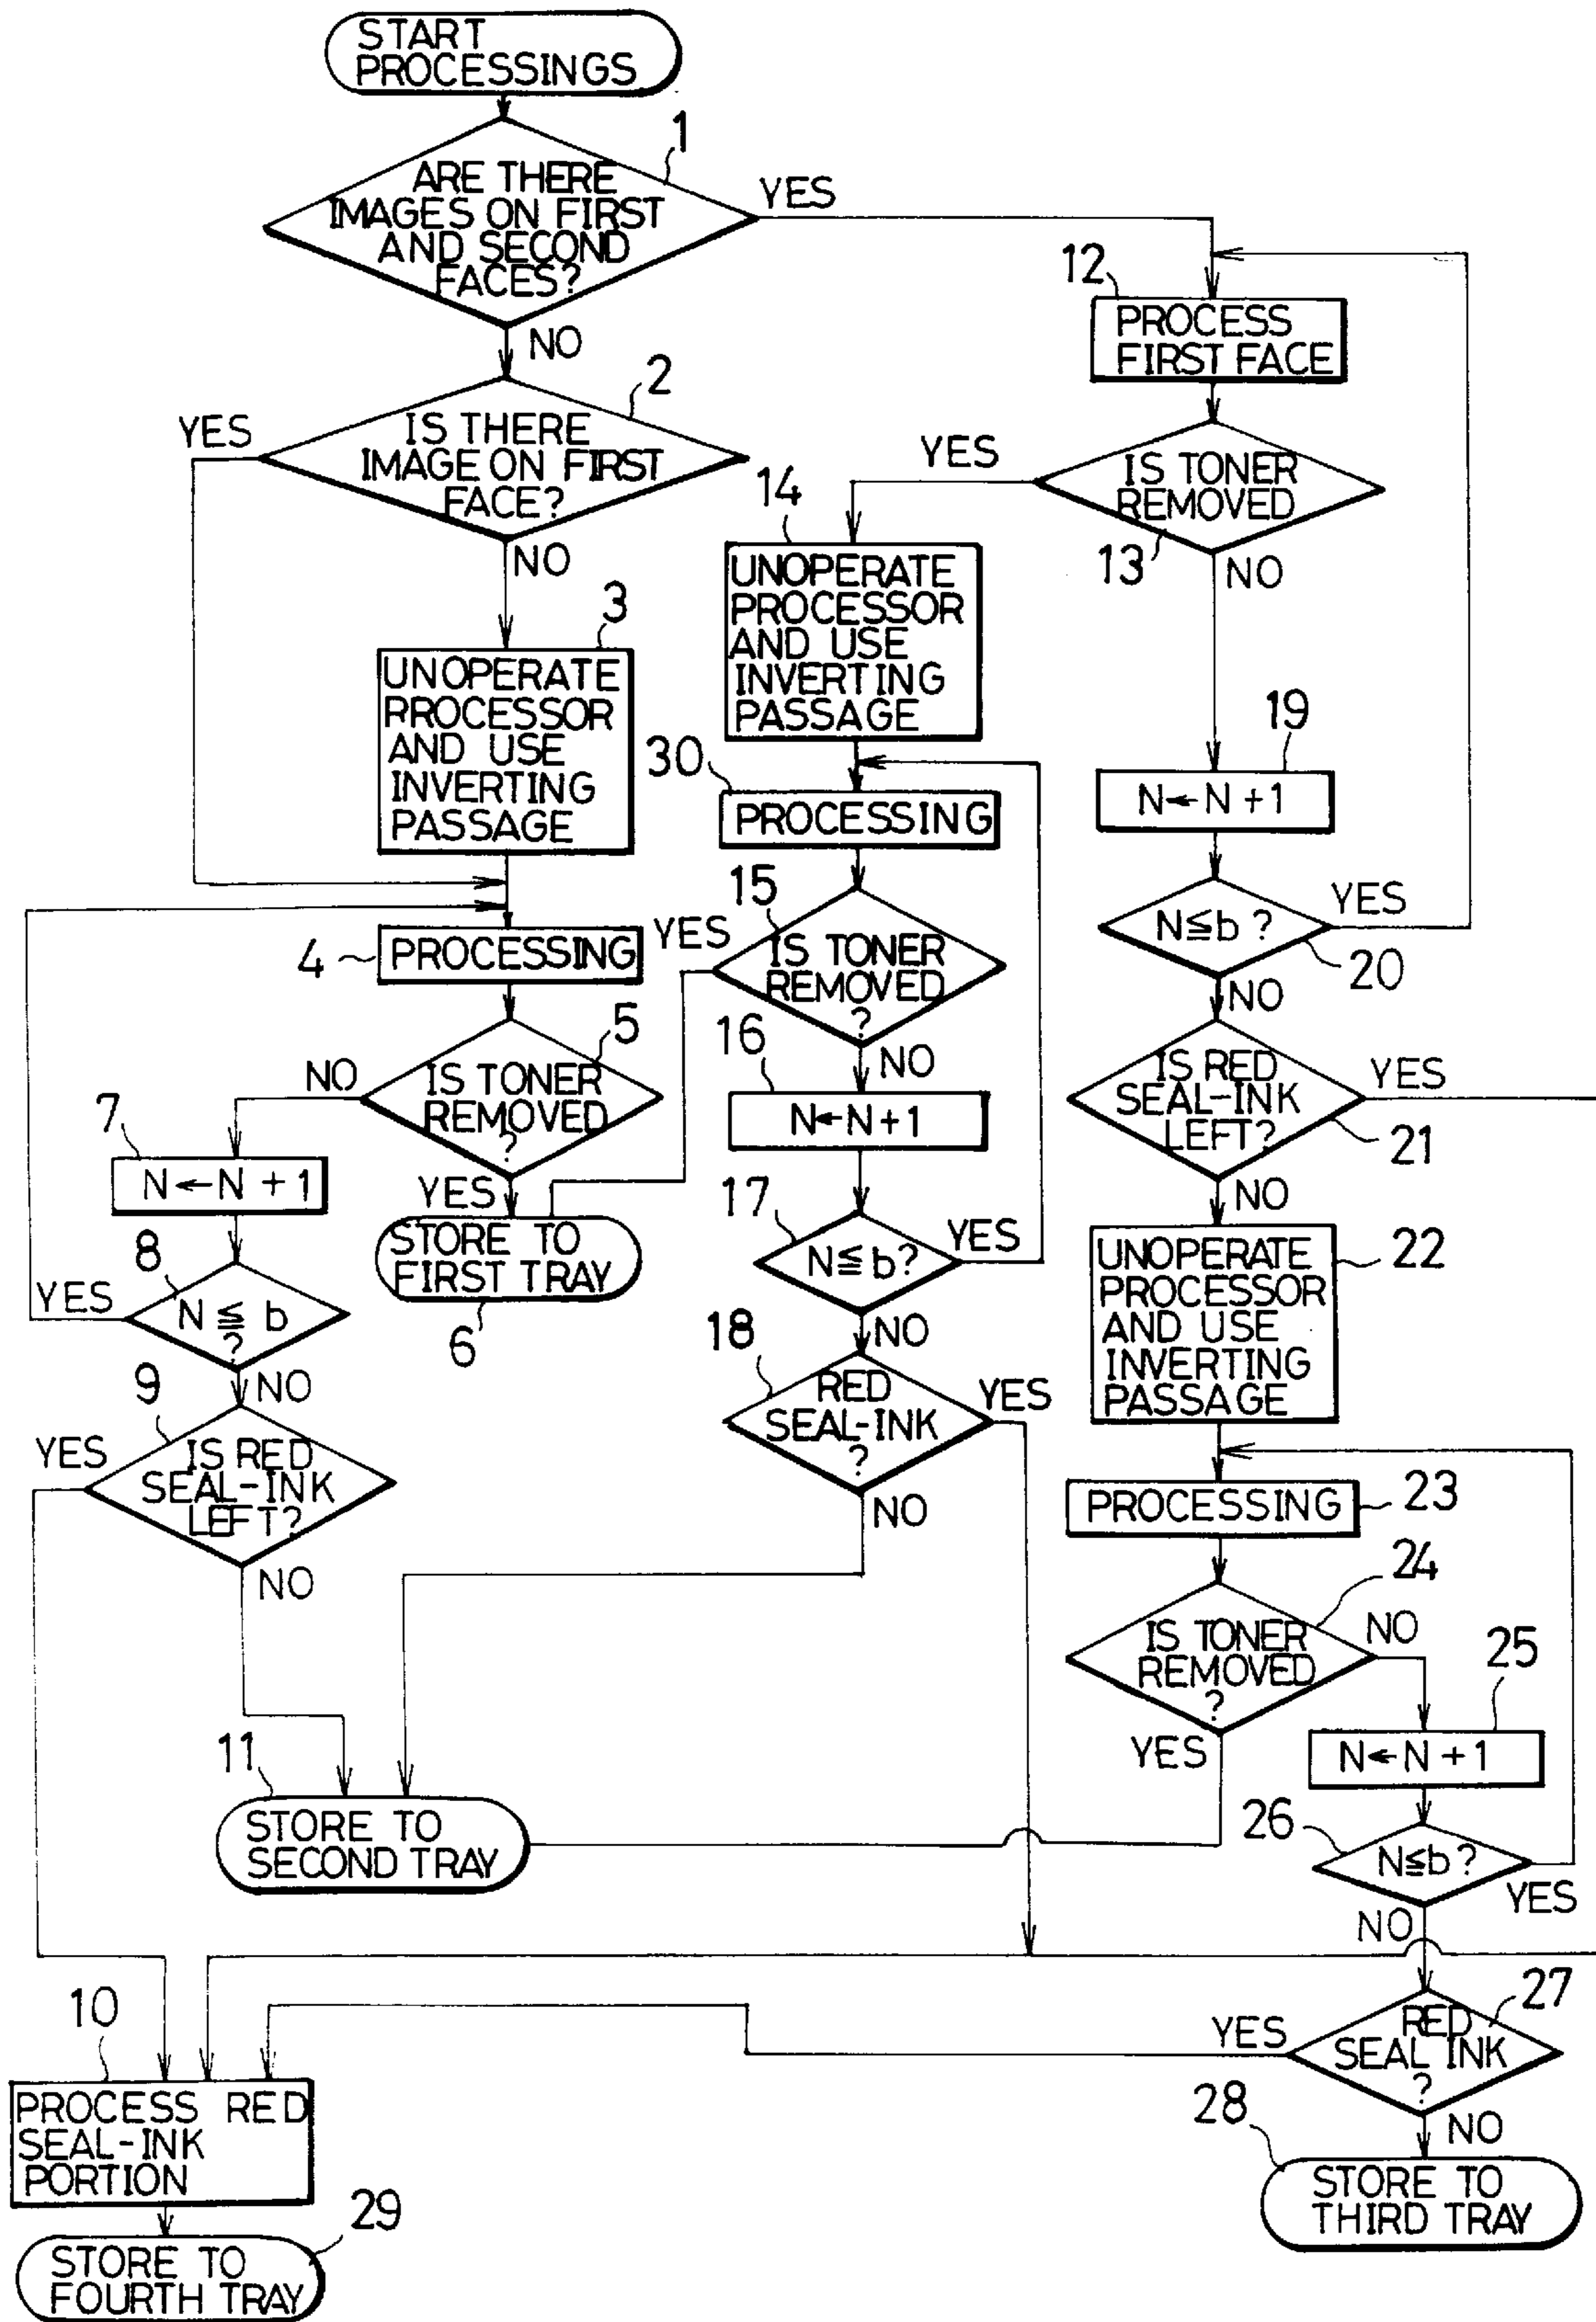 START
PROCESSINGS
1
ARE THERE
IMAGES ON FIRST
AND SECOND
FACES?
YES
NO
2
IS THERE
IMAGE ON FIRST
FACE?
YES
NO
3
UNOPERATE
RROCESSOR
AND USE
INVERTING
PASSAGE
4
PROCESSING
5
IS TONER
REMOVED
?
NO
YES
STORE TO
FIRST TRAY
6
7
N←N+1
8
N≦b
?
YES
NO
9
IS RED
SEAL-INK
LEFT?
YES
NO
11
STORE TO
SECOND TRAY
10
PROCESS RED
SEAL-INK
PORTION
29
STORE TO
FOURTH TRAY
12
PROCESS
FIRST FACE
IS TONER
REMOVED
13
YES
NO
14
UNOPERATE
PROCESSOR
AND USE
INVERTING
PASSAGE
30
PROCESSING
15
IS TONER
REMOVED
?
YES
NO
16
N←N+1
17
N≦b?
YES
NO
18
RED
SEAL-INK
?
YES
NO
19
N←N+1
N≦b?
20
YES
NO
IS RED
SEAL-INK
LEFT?
21
YES
NO
22
UNOPERATE
PROCESSOR
AND USE
INVERTING
PASSAGE
23
PROCESSING
24
IS TONER
REMOVED
?
NO
YES
25
N←N+1
26
N≦b?
YES
NO
27
RED
SEAL INK
?
YES
NO
28
STORE TO
THIRD TRAY